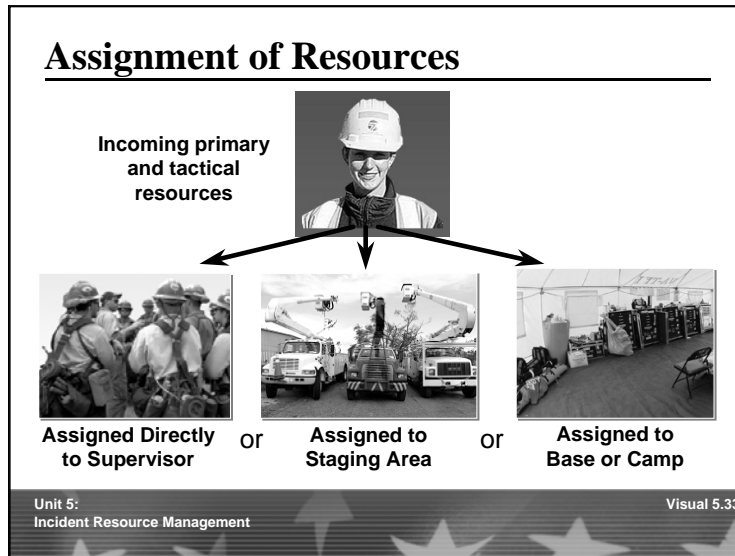 Assignment of Resources
Incoming primary
and tactical
resources
Assigned Directly
to Supervisor
or
Assigned to
Staging Area
or
Assigned to
Base or Camp
Unit 5:
Incident Resource Management
Visual 5.33